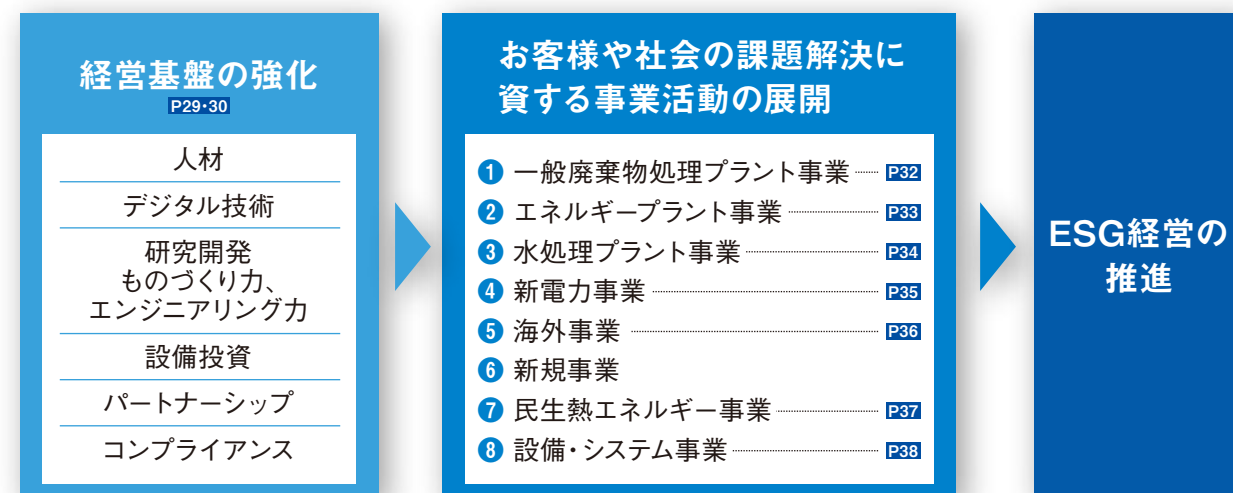 経営基盤の強化
P29・30
人材
デジタル技術
研究開発
ものづくり力、
エンジニアリング力
設備投資
パートナーシップ
コンプライアンス
お客様や社会の課題解決に
資する事業活動の展開
1 一般廃棄物処理プラント事業 P32
2 エネルギープラント事業 P33
3 水処理プラント事業 P34
4 新電力事業 P35
5 海外事業 P36
6 新規事業
7 民生熱エネルギー事業 P37
8 設備・システム事業 P38
ESG経営の
推進